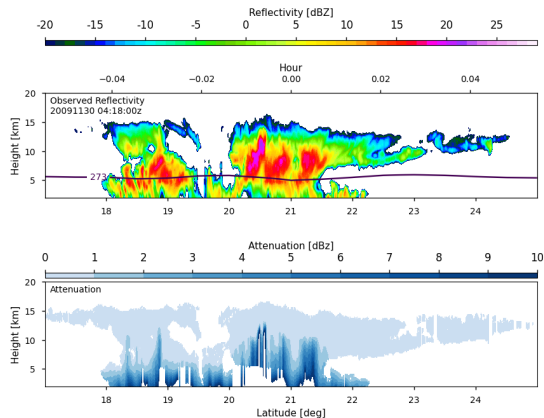 Reflectivity [dBZ]
-20 -15 -10 -5 0 5 10 15 20 25
Hour
−0.04 −0.02 0.00 0.02 0.04
Observed Reflectivity
20091130 04:18:00z
Height [km]
20
15
10
5
273
18 19 20 21 22 23 24
Attenuation [dBz]
0 1 2 3 4 5 6 7 8 9 10
Attenuation
Height [km]
20
15
10
5
17 18 19 20 21 22 23 24
Latitude [deg]